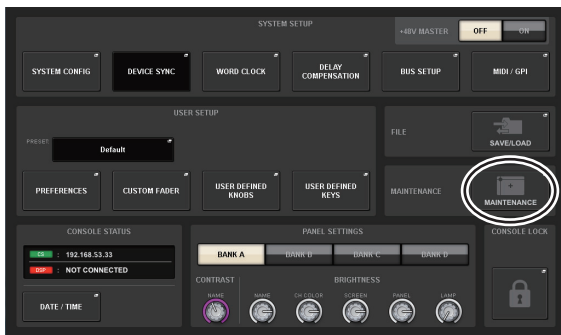 SYSTEM SETUP
+48V MASTER
OFF
ON
SYSTEM CONFIG
DEVICE SYNC
WORD CLOCK
DELAY
COMPENSATION
BUS SETUP
MIDI / GPI
USER SETUP
PRESET
Default
FILE
SAVE/LOAD
PREFERENCES
CUSTOM FADER
USER DEFINED
KNOBS
USER DEFINED
KEYS
MAINTENANCE
MAINTENANCE
CONSOLE STATUS
CS : 192.168.53.33
DSP : NOT CONNECTED
DATE / TIME
PANEL SETTINGS
BANK A
BANK B
BANK C
BANK D
CONTRAST
BRIGHTNESS
NAME
NAME
CH COLOR
SCREEN
PANEL
LAMP
CONSOLE LOCK